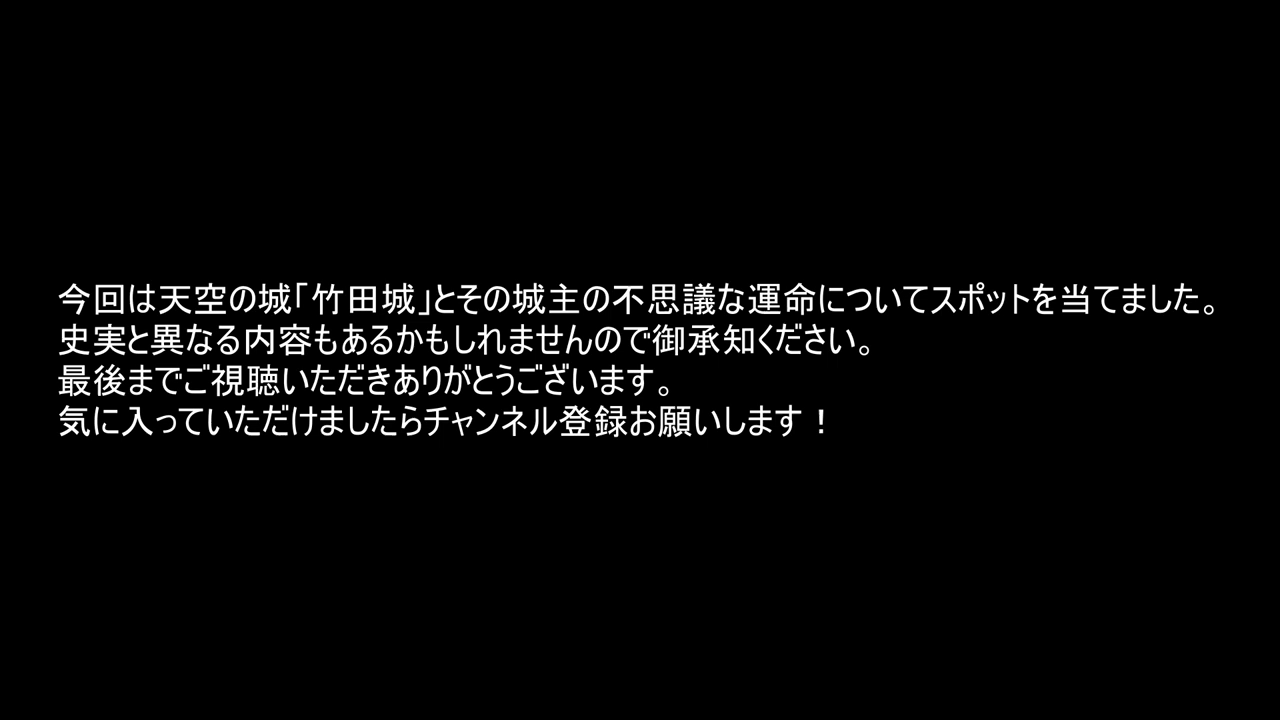 今回は天空の城「竹田城」とその城主の不思議な運命についてスポットを当てました。
史実と異なる内容もあるかもしれませんので御承知ください。
最後までご視聴いただきありがとうございます。
気に入っていただけましたらチャンネル登録お願いします！